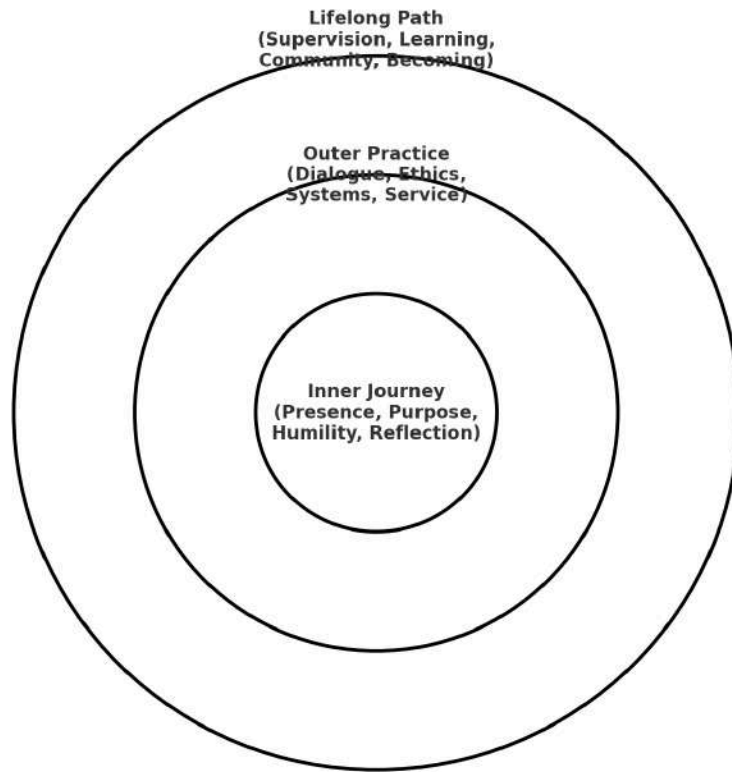 Lifelong Path
(Supervision, Learning,
Community, Becoming)
Outer Practice
(Dialogue, Ethics,
Systems, Service)
Inner Journey
(Presence, Purpose,
Humility, Reflection)